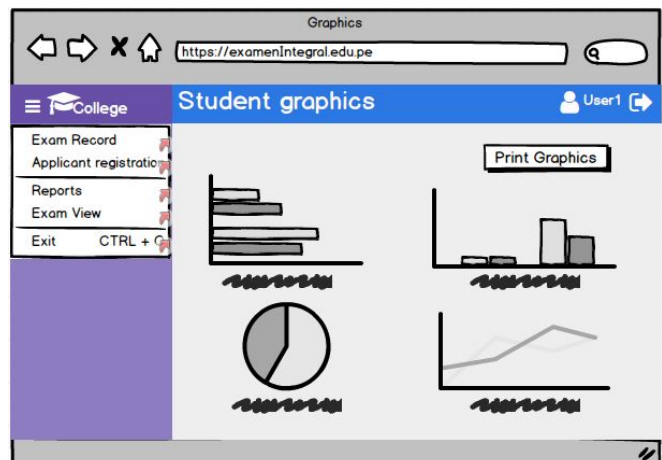 Graphics
https://examenIntegral.edu.pe
College
Student graphics
User1
Exam Record
Applicant registration
Reports
Exam View
Exit CTRL + Q
Print Graphics